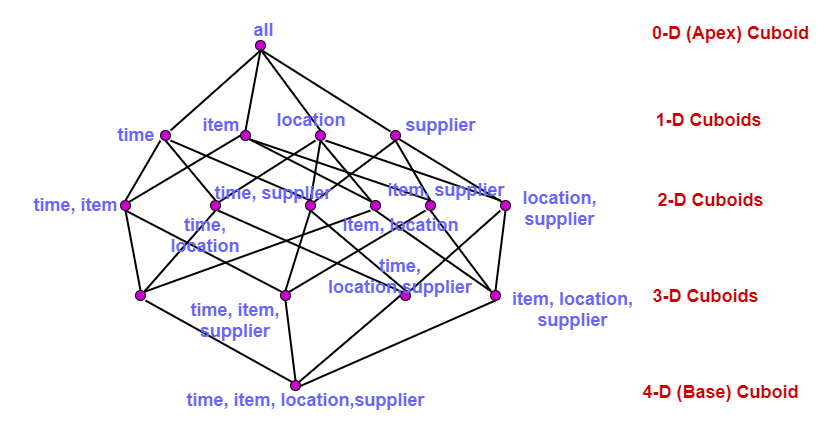 all
0-D (Apex) Cuboid
time
item
location
supplier
1-D Cuboids
time, item
time,
location
time, supplier
item, location
item, supplier
location,
supplier
2-D Cuboids
time, item,
supplier
time,
location,supplier
item, location,
supplier
3-D Cuboids
time, item, location,supplier
4-D (Base) Cuboid